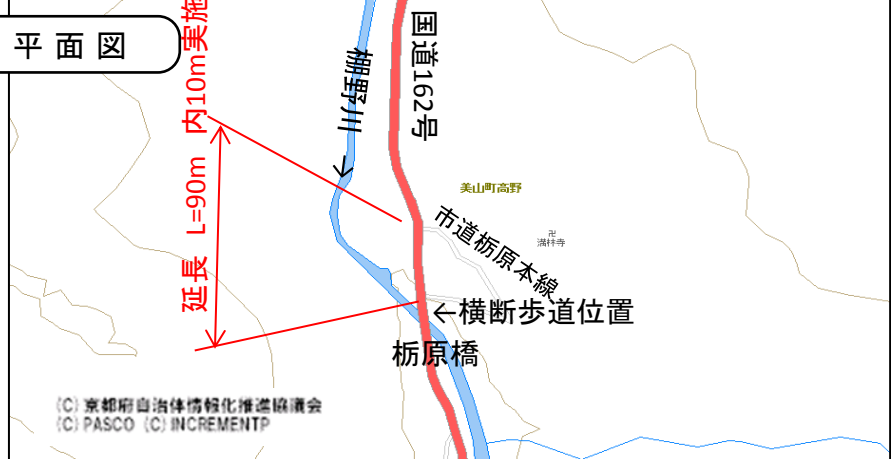 平面図
延長 L=90m 内10m実施
棚野川
→
国道162号
美山町高野
卍
満林寺
市道栃原本線
←横断歩道位置
栃原橋
(C) 京都府自治体情報化推進協議会
(C) PASCO (C) INCREMENTP